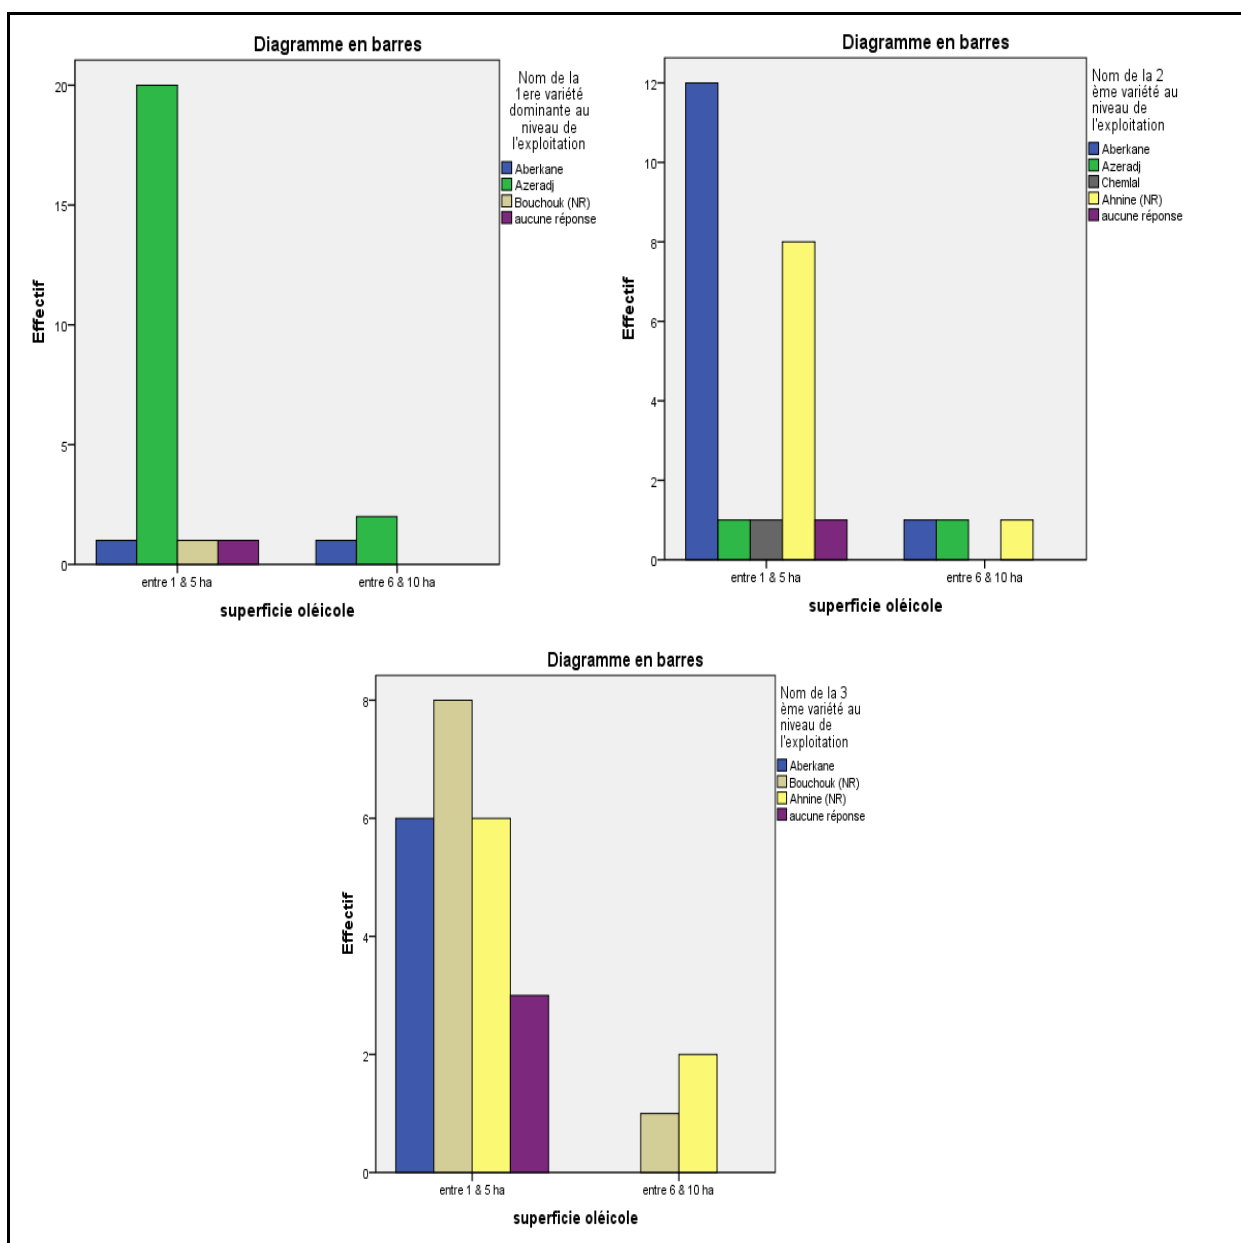 Diagramme en barres
Effectif
20
15
10
5
0
entre 1 & 5 ha
entre 6 & 10 ha
superficie oléicole
Nom de la
1ere variété
dominante au
niveau de
l'exploitation
Aberkane
Azeradj
Bouchouk (NR)
aucune réponse
Diagramme en barres
Effectif
12
10
8
6
4
2
0
entre 1 & 5 ha
entre 6 & 10 ha
superficie oléicole
Nom de la 2
ème variété au
niveau de
l'exploitation
Aberkane
Azeradj
Chemlal
Ahnine (NR)
aucune réponse
Diagramme en barres
Effectif
8
6
4
2
0
entre 1 & 5 ha
entre 6 & 10 ha
superficie oléicole
Nom de la 3
ème variété au
niveau de
l'exploitation
Aberkane
Bouchouk (NR)
Ahnine (NR)
aucune réponse